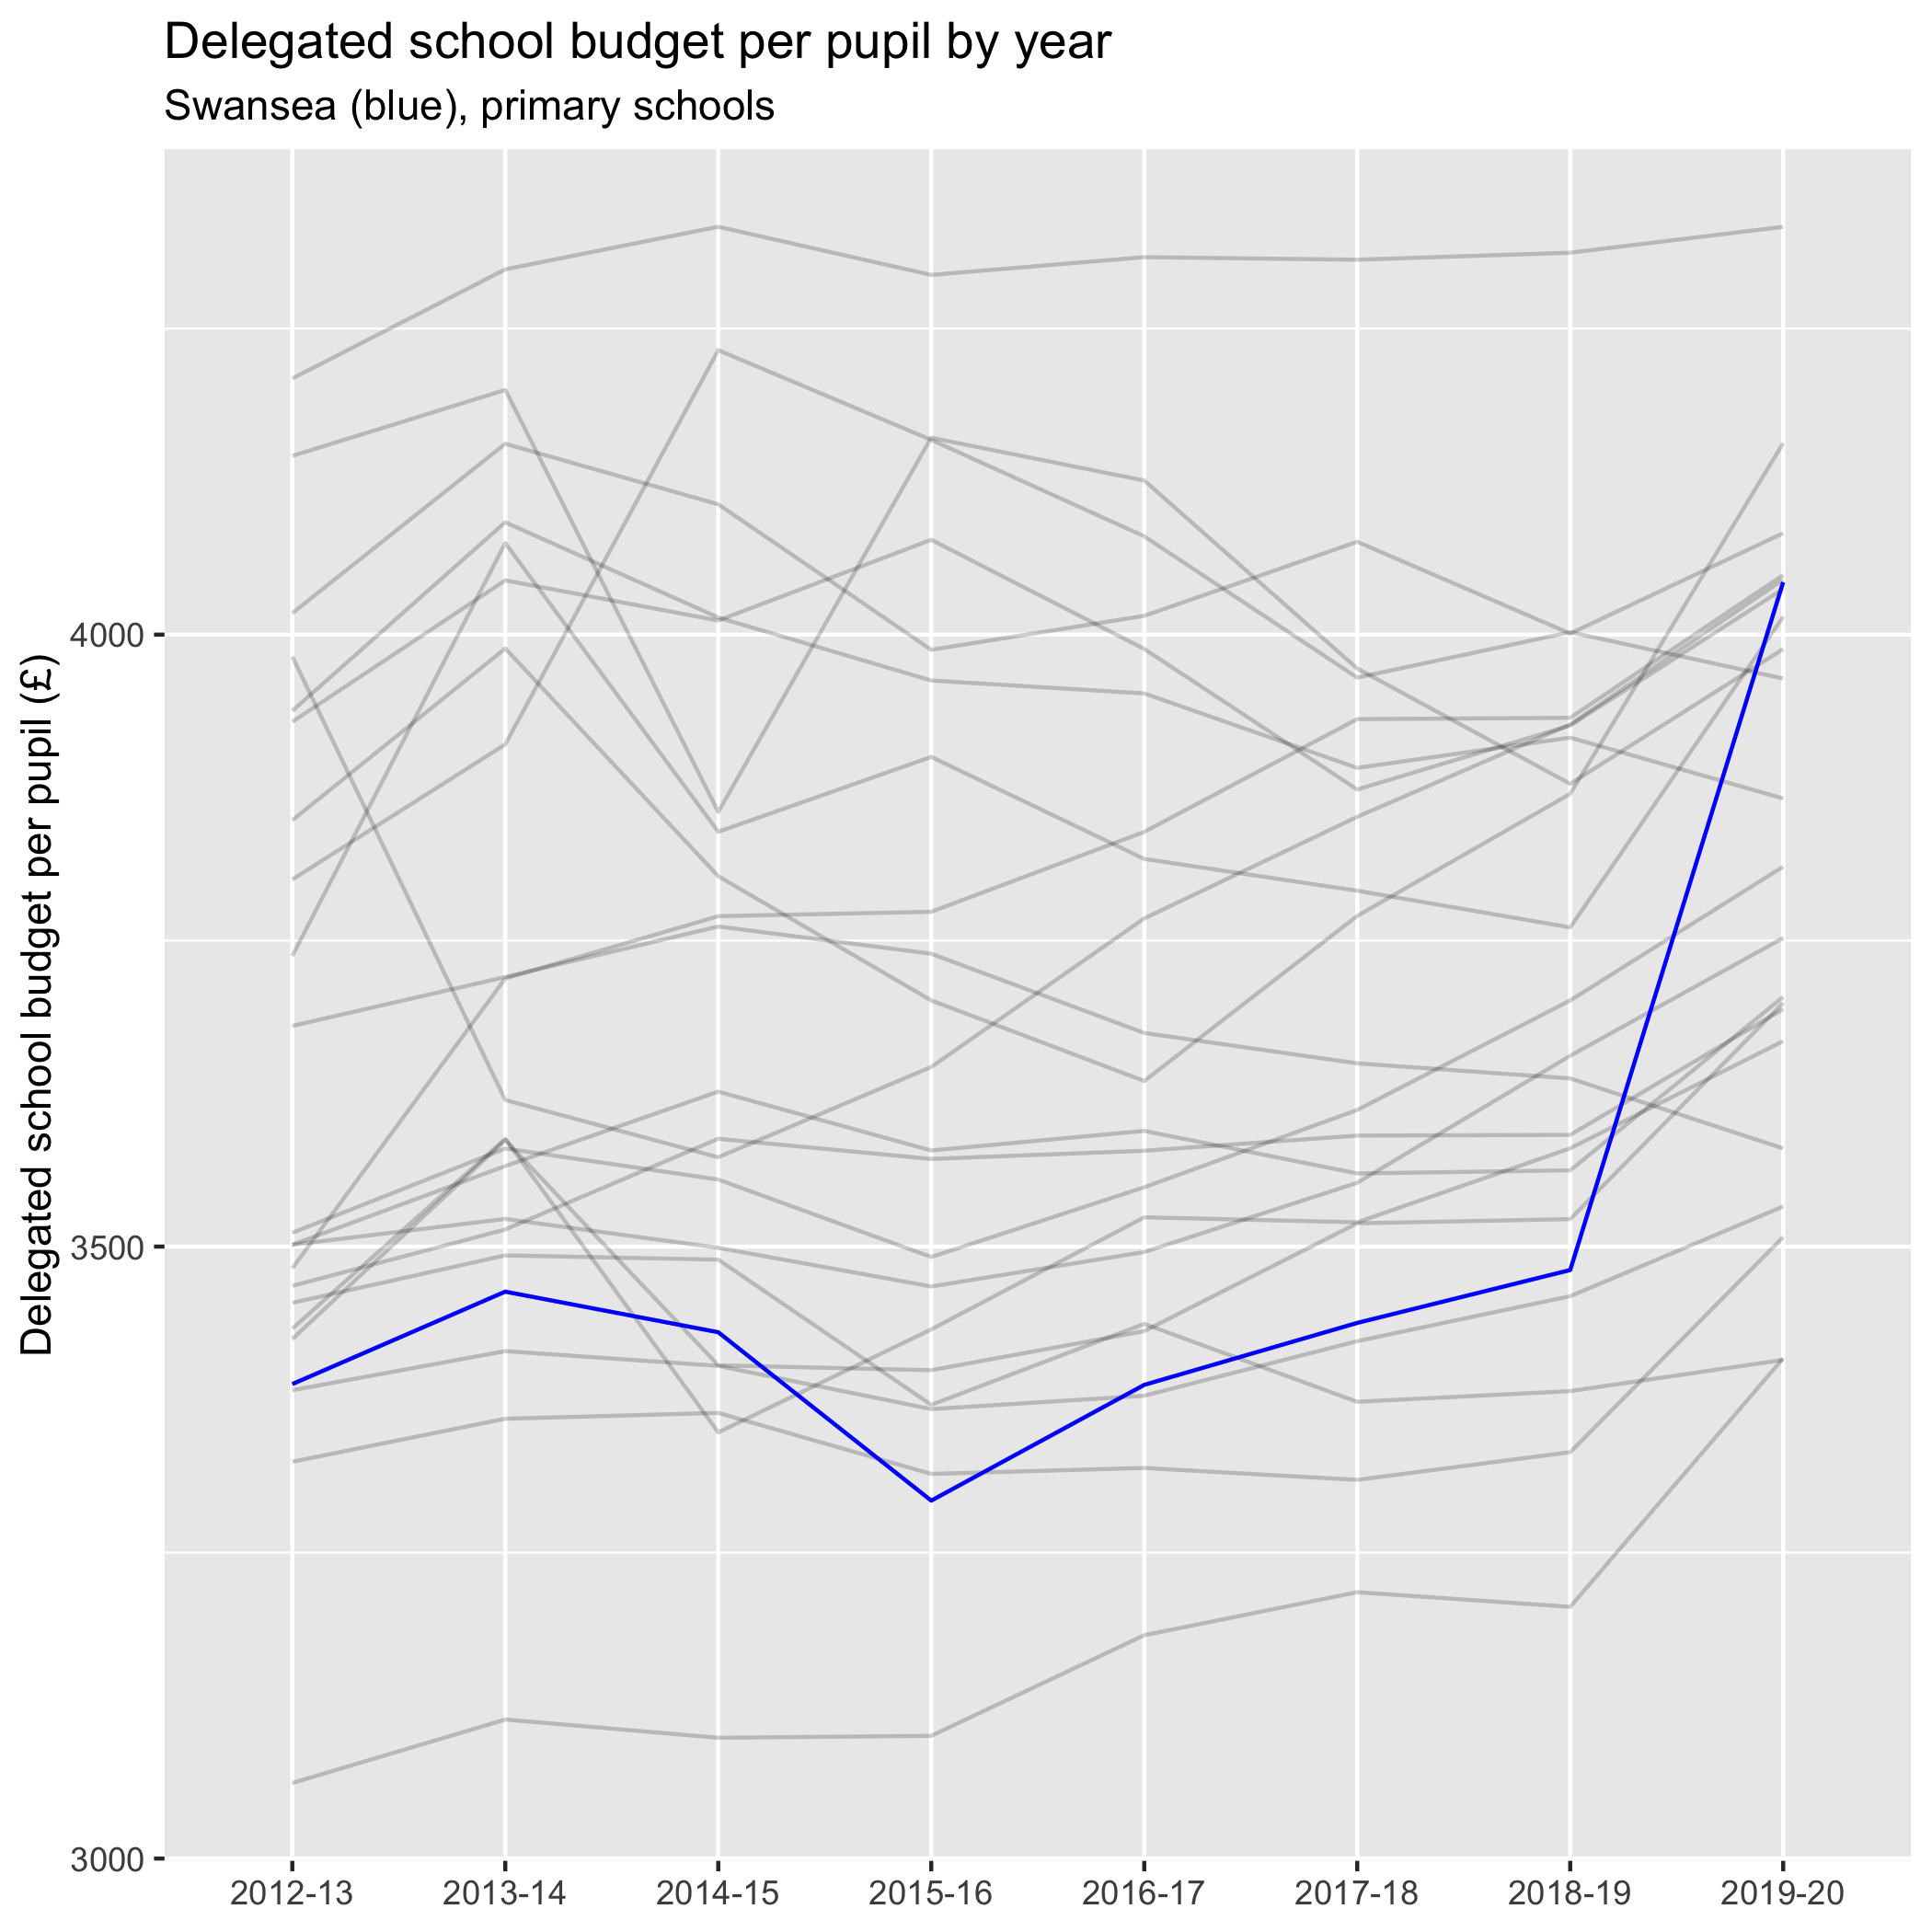 Delegated school budget per pupil by year
Swansea (blue), primary schools
Delegated school budget per pupil (£)
4000
3500
3000
2012-13 2013-14 2014-15 2015-16 2016-17 2017-18 2018-19 2019-20